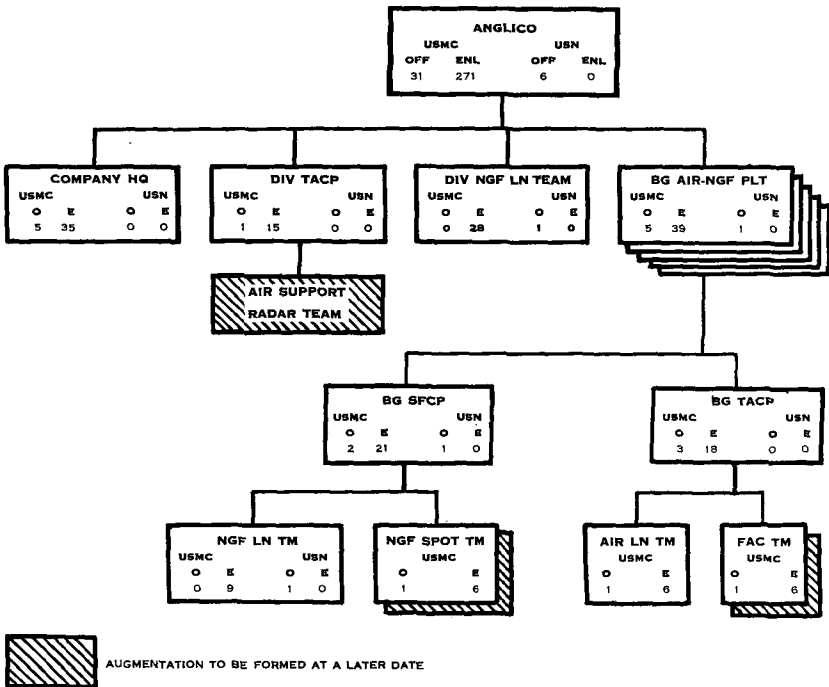 ANGLICO
USMC USN
OFF ENL OFF ENL
31 271 6 0
COMPANY HQ
USMC USN
O E O E
5 35 0 0
DIV TACP
USMC USN
O E O E
1 15 0 0
DIV NGF LN TEAM
USMC USN
O E O E
0 28 1 0
BG AIR-NGF PLT
USMC USN
O E O E
5 39 1 0
AIR SUPPORT
RADAR TEAM
BG SFCP
USMC USN
O E O E
2 21 1 0
BG TACP
USMC USN
O E O E
3 18 0 0
NGF LN TM
USMC USN
O E O E
0 9 1 0
NGF SPOT TM
USMC
O E
1 6
AIR LN TM
USMC
O E
1 6
FAC TM
USMC
O E
1 6
AUGMENTATION TO BE FORMED AT A LATER DATE